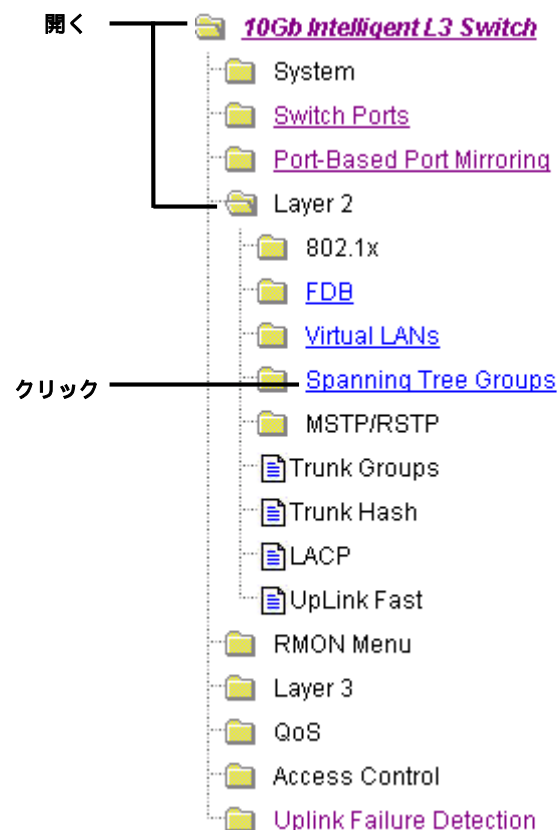 開く
10Gb Intelligent L3 Switch
System
Switch Ports
Port-Based Port Mirroring
Layer 2
802.1x
FDB
Virtual LANs
クリック
Spanning Tree Groups
MSTP/RSTP
Trunk Groups
Trunk Hash
LACP
UpLink Fast
RMON Menu
Layer 3
QoS
Access Control
Uplink Failure Detection